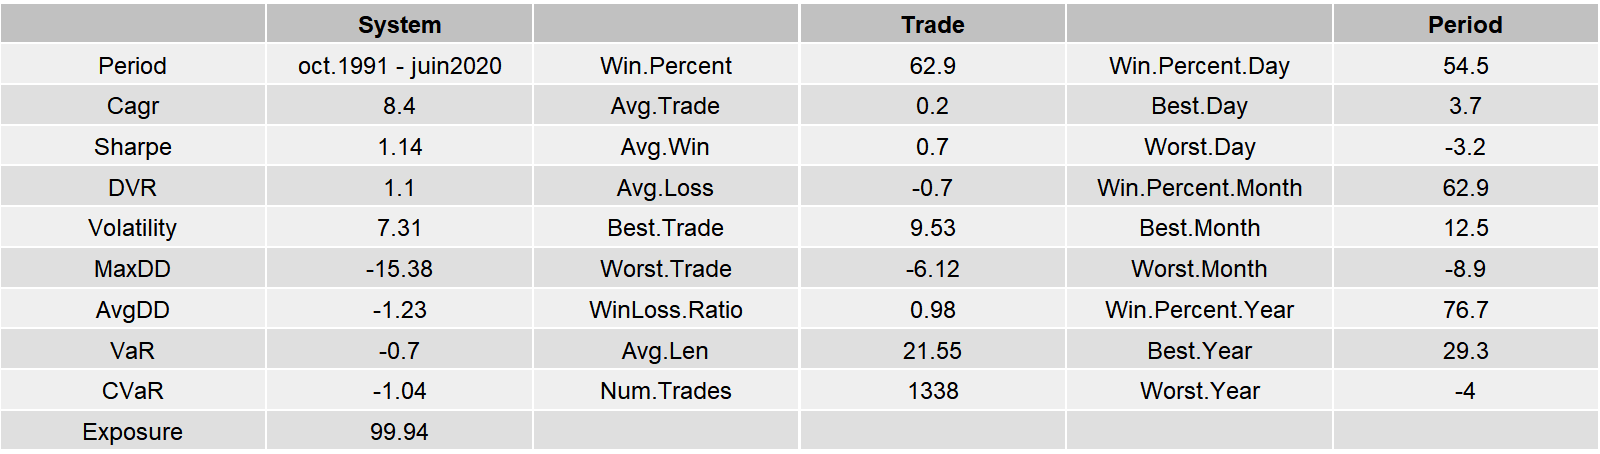 System Trade Period
Period oct.1991 - juin2020 Win.Percent 62.9 Win.Percent.Day 54.5
Cagr 8.4 Avg.Trade 0.2 Best.Day 3.7
Sharpe 1.14 Avg.Win 0.7 Worst.Day -3.2
DVR 1.1 Avg.Loss -0.7 Win.Percent.Month 62.9
Volatility 7.31 Best.Trade 9.53 Best.Month 12.5
MaxDD -15.38 Worst.Trade -6.12 Worst.Month -8.9
AvgDD -1.23 WinLoss.Ratio 0.98 Win.Percent.Year 76.7
VaR -0.7 Avg.Len 21.55 Best.Year 29.3
CVaR -1.04 Num.Trades 1338 Worst.Year -4
Exposure 99.94